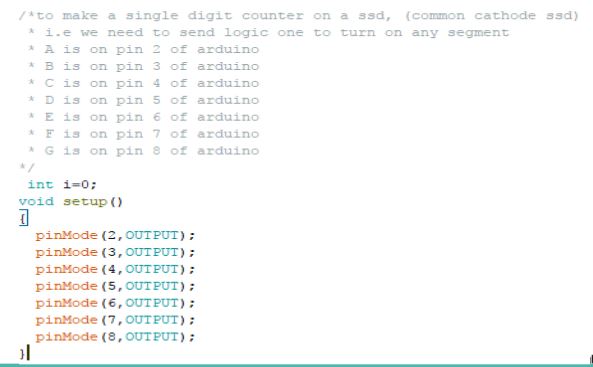 /*to make a single digit counter on a ssd, (common cathode ssd)
* i.e we need to send logic one to turn on any segment
* A is on pin 2 of arduino
* B is on pin 3 of arduino
* C is on pin 4 of arduino
* D is on pin 5 of arduino
* E is on pin 6 of arduino
* F is on pin 7 of arduino
* G is on pin 8 of arduino
*/
int i=0;
void setup()
{
pinMode(2,OUTPUT);
pinMode(3,OUTPUT);
pinMode(4,OUTPUT);
pinMode(5,OUTPUT);
pinMode(6,OUTPUT);
pinMode(7,OUTPUT);
pinMode(8,OUTPUT);
}